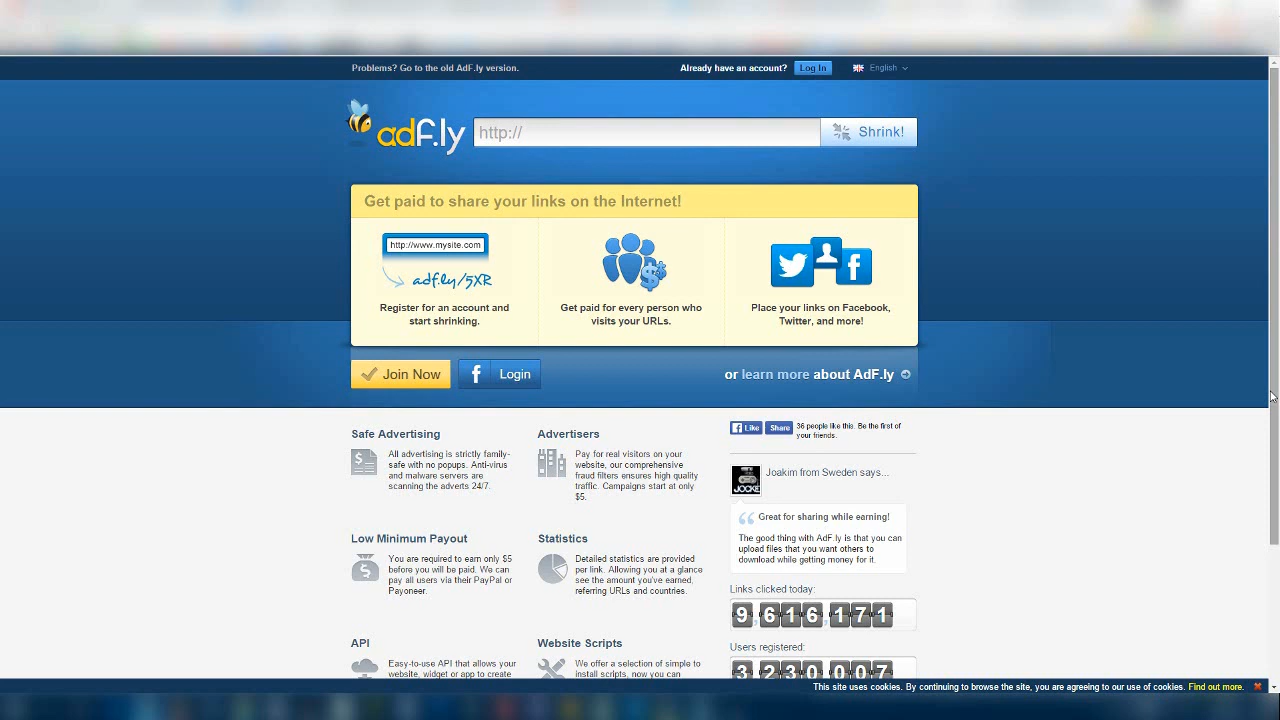 Problems? Go to the old AdF.ly version.
Already have an account? Log In English
adf.ly http:// Shrink!
Get paid to share your links on the Internet!
http://www.mysite.com
adf.ly/5XR
Register for an account and
start shrinking.
Get paid for every person who
visits your URLs.
Place your links on Facebook,
Twitter, and more!
Join Now
f Login
or learn more about AdF.ly
Safe Advertising
All advertising is strictly family-
safe with no popups. Anti-virus
and malware servers are
scanning the adverts 24/7.
Advertisers
Pay for real visitors on your
website, our comprehensive
fraud filters ensures high quality
traffic. Campaigns start at only
$5.
Low Minimum Payout
You are required to earn only $5
before you will be paid. We can
pay all users via their PayPal or
Payoneer.
Statistics
Detailed statistics are provided
per link. Allowing you at a glance
see the amount you've earned,
referring URLs and countries.
API
Easy-to-use API that allows your
website, widget or app to create
Website Scripts
We offer a selection of simple to
install scripts, now you can
Like Share 36 people like this. Be the first of
your friends.
Joakim from Sweden says...
JOCKE
Great for sharing while earning!
The good thing with AdF.ly is that you can
upload files that you want others to
download while getting money for it.
Links clicked today:
9,616,171
Users registered:
3,230,007
This site uses cookies. By continuing to browse the site, you are agreeing to our use of cookies. Find out more.